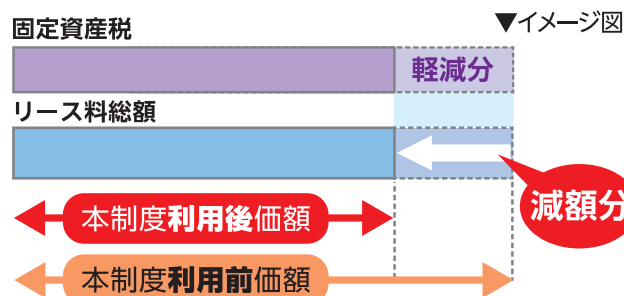 ▼イメージ図
固定資産税
軽減分
リース料総額
減額分
本制度利用後価額
本制度利用前価額